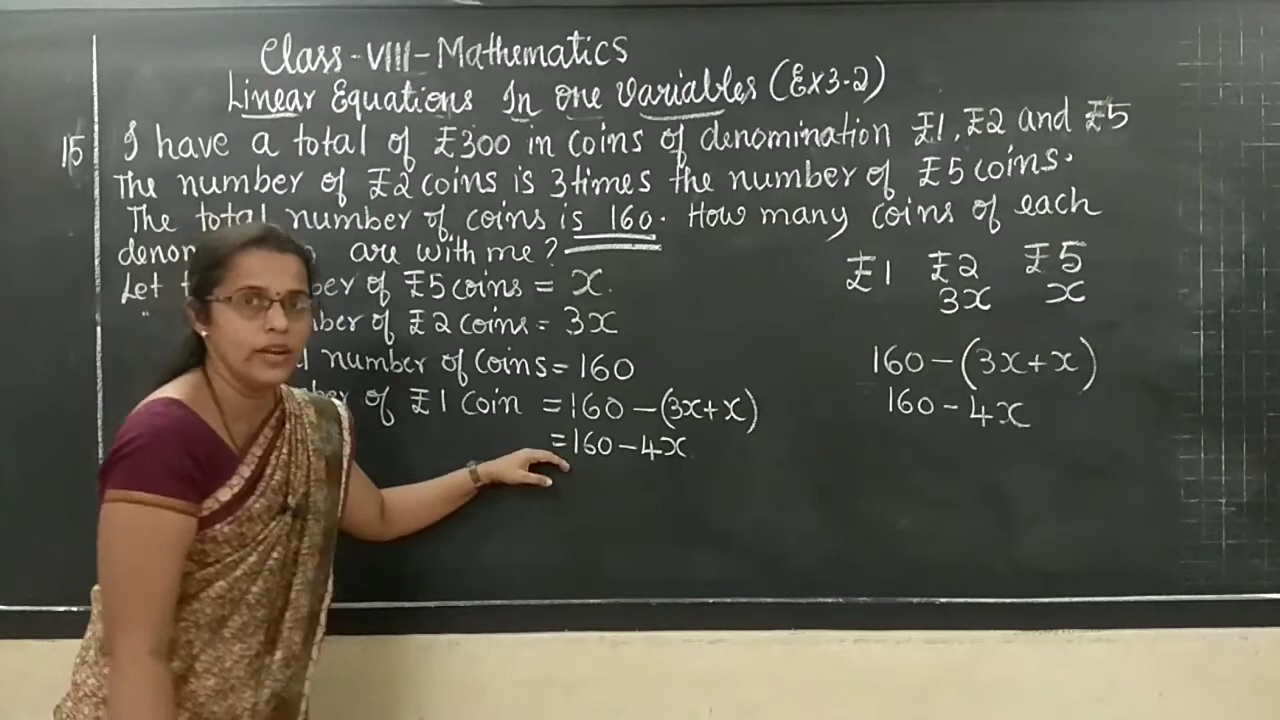 Class-VIII-Mathematics
Linear Equations In one Variables (Ex3.2)
15 I have a total of ₹300 in coins of denomination ₹1, ₹2 and ₹5
The number of ₹2 coins is 3 times the number of ₹5 coins.
The total number of coins is 160. How many coins of each
denom are with me?
Let ber of ₹5 coins = x.
mber of ₹2 coins = 3x
l number of coins = 160
ber of ₹1 coin = 160 - (3x+x)
= 160 - 4x
₹1 ₹2 ₹5
3x x
160 - (3x+x)
160 - 4x